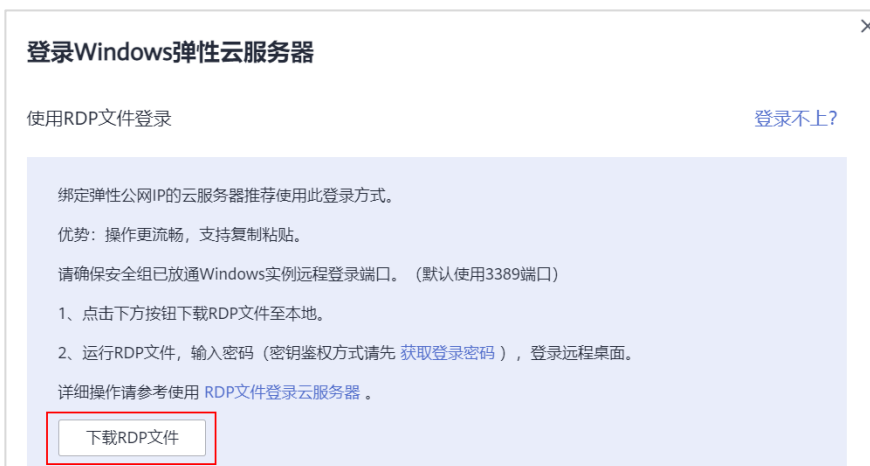 登录Windows弹性云服务器
使用RDP文件登录
登录不上?
绑定弹性公网IP的云服务器推荐使用此登录方式。
优势：操作更流畅，支持复制粘贴。
请确保安全组已放通Windows实例远程登录端口。（默认使用3389端口）
1、点击下方按钮下载RDP文件至本地。
2、运行RDP文件，输入密码（密钥鉴权方式请先 获取登录密码 ），登录远程桌面。
详细操作请参考使用 RDP文件登录云服务器 。
下载RDP文件